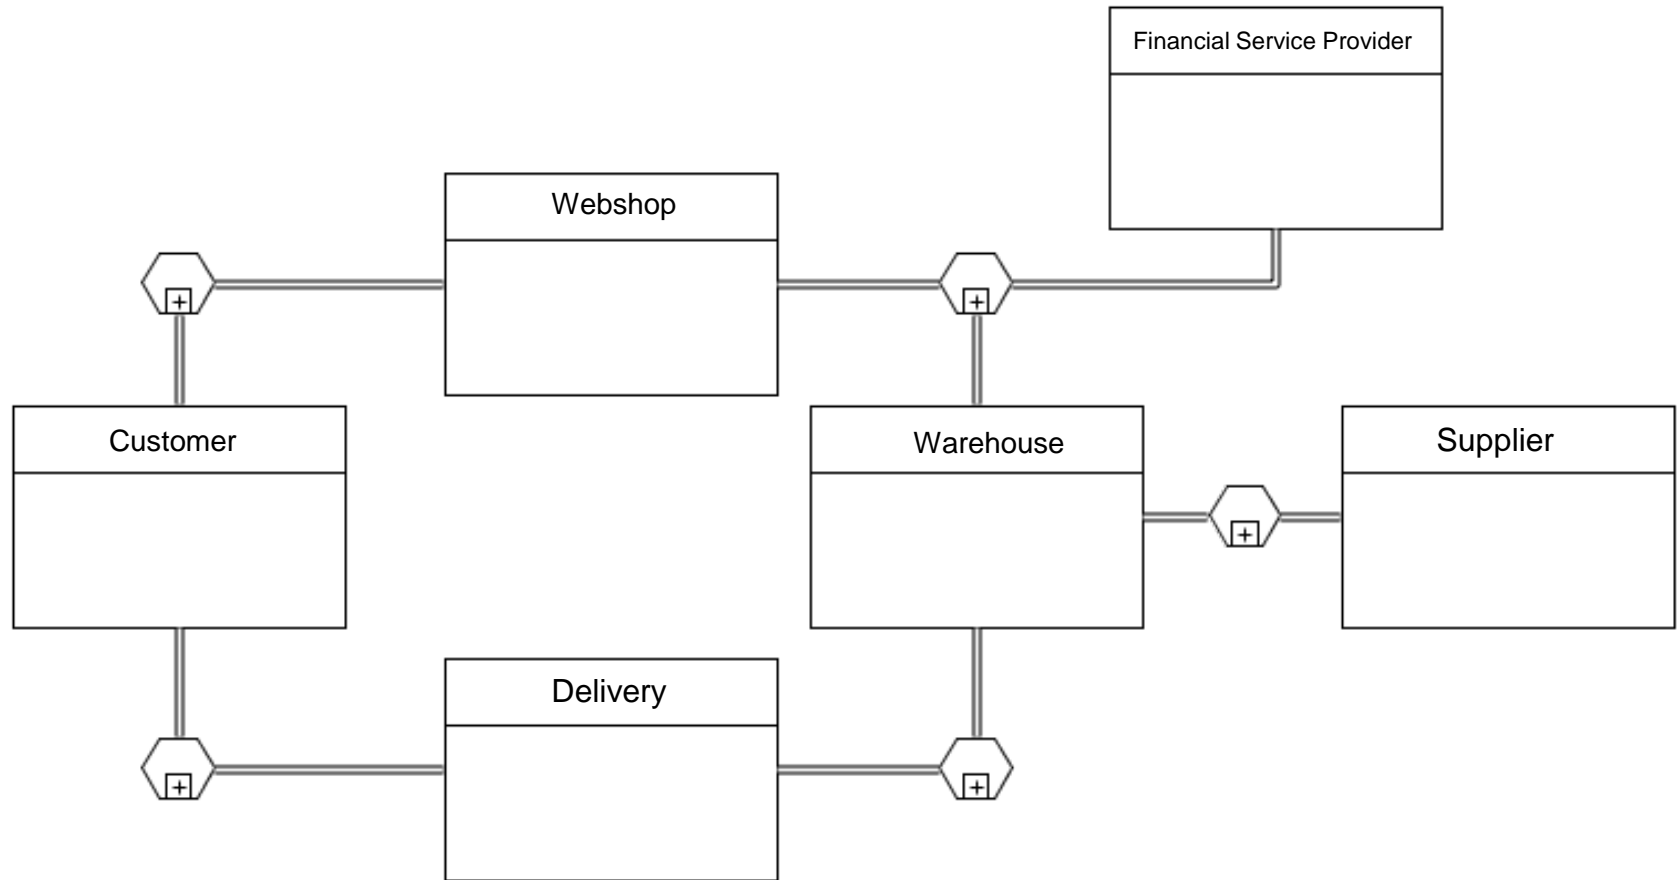 Financial Service Provider
Webshop
Customer
Warehouse
Supplier
Delivery